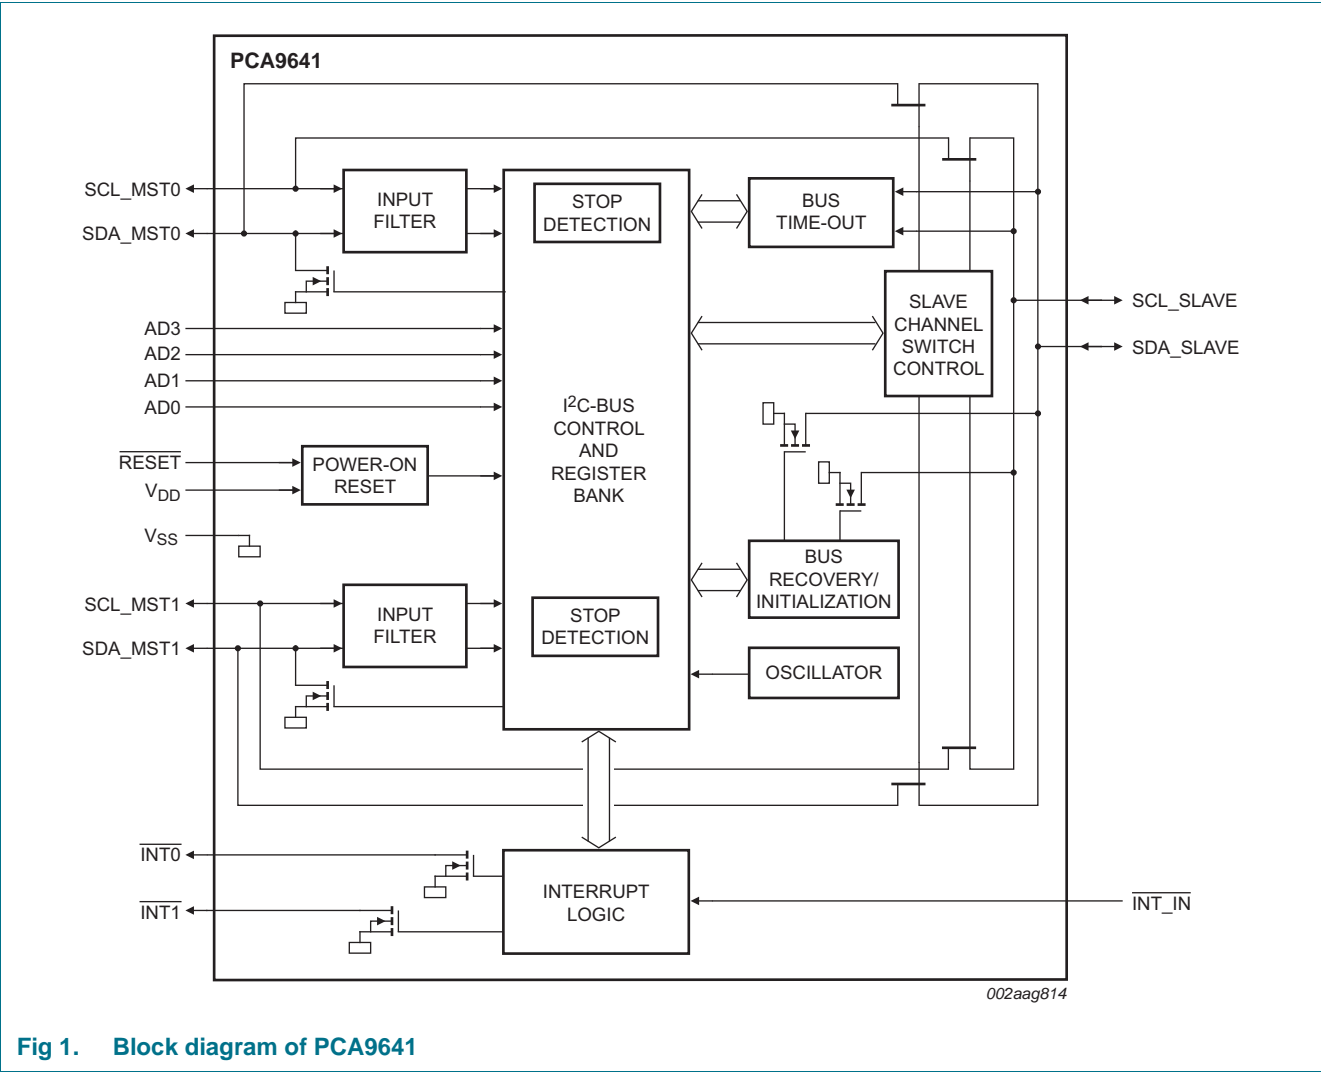 PCA9641
SCL_MST0
SDA_MST0
INPUT
FILTER
STOP
DETECTION
BUS
TIME-OUT
AD3
AD2
AD1
AD0
SLAVE
CHANNEL
SWITCH
CONTROL
SCL_SLAVE
SDA_SLAVE
I²C-BUS
CONTROL
AND
REGISTER
BANK
RESET
VDD
POWER-ON
RESET
VSS
BUS
RECOVERY/
INITIALIZATION
SCL_MST1
SDA_MST1
INPUT
FILTER
STOP
DETECTION
OSCILLATOR
INT0
INT1
INTERRUPT
LOGIC
INT_IN
002aag814
Fig 1. Block diagram of PCA9641